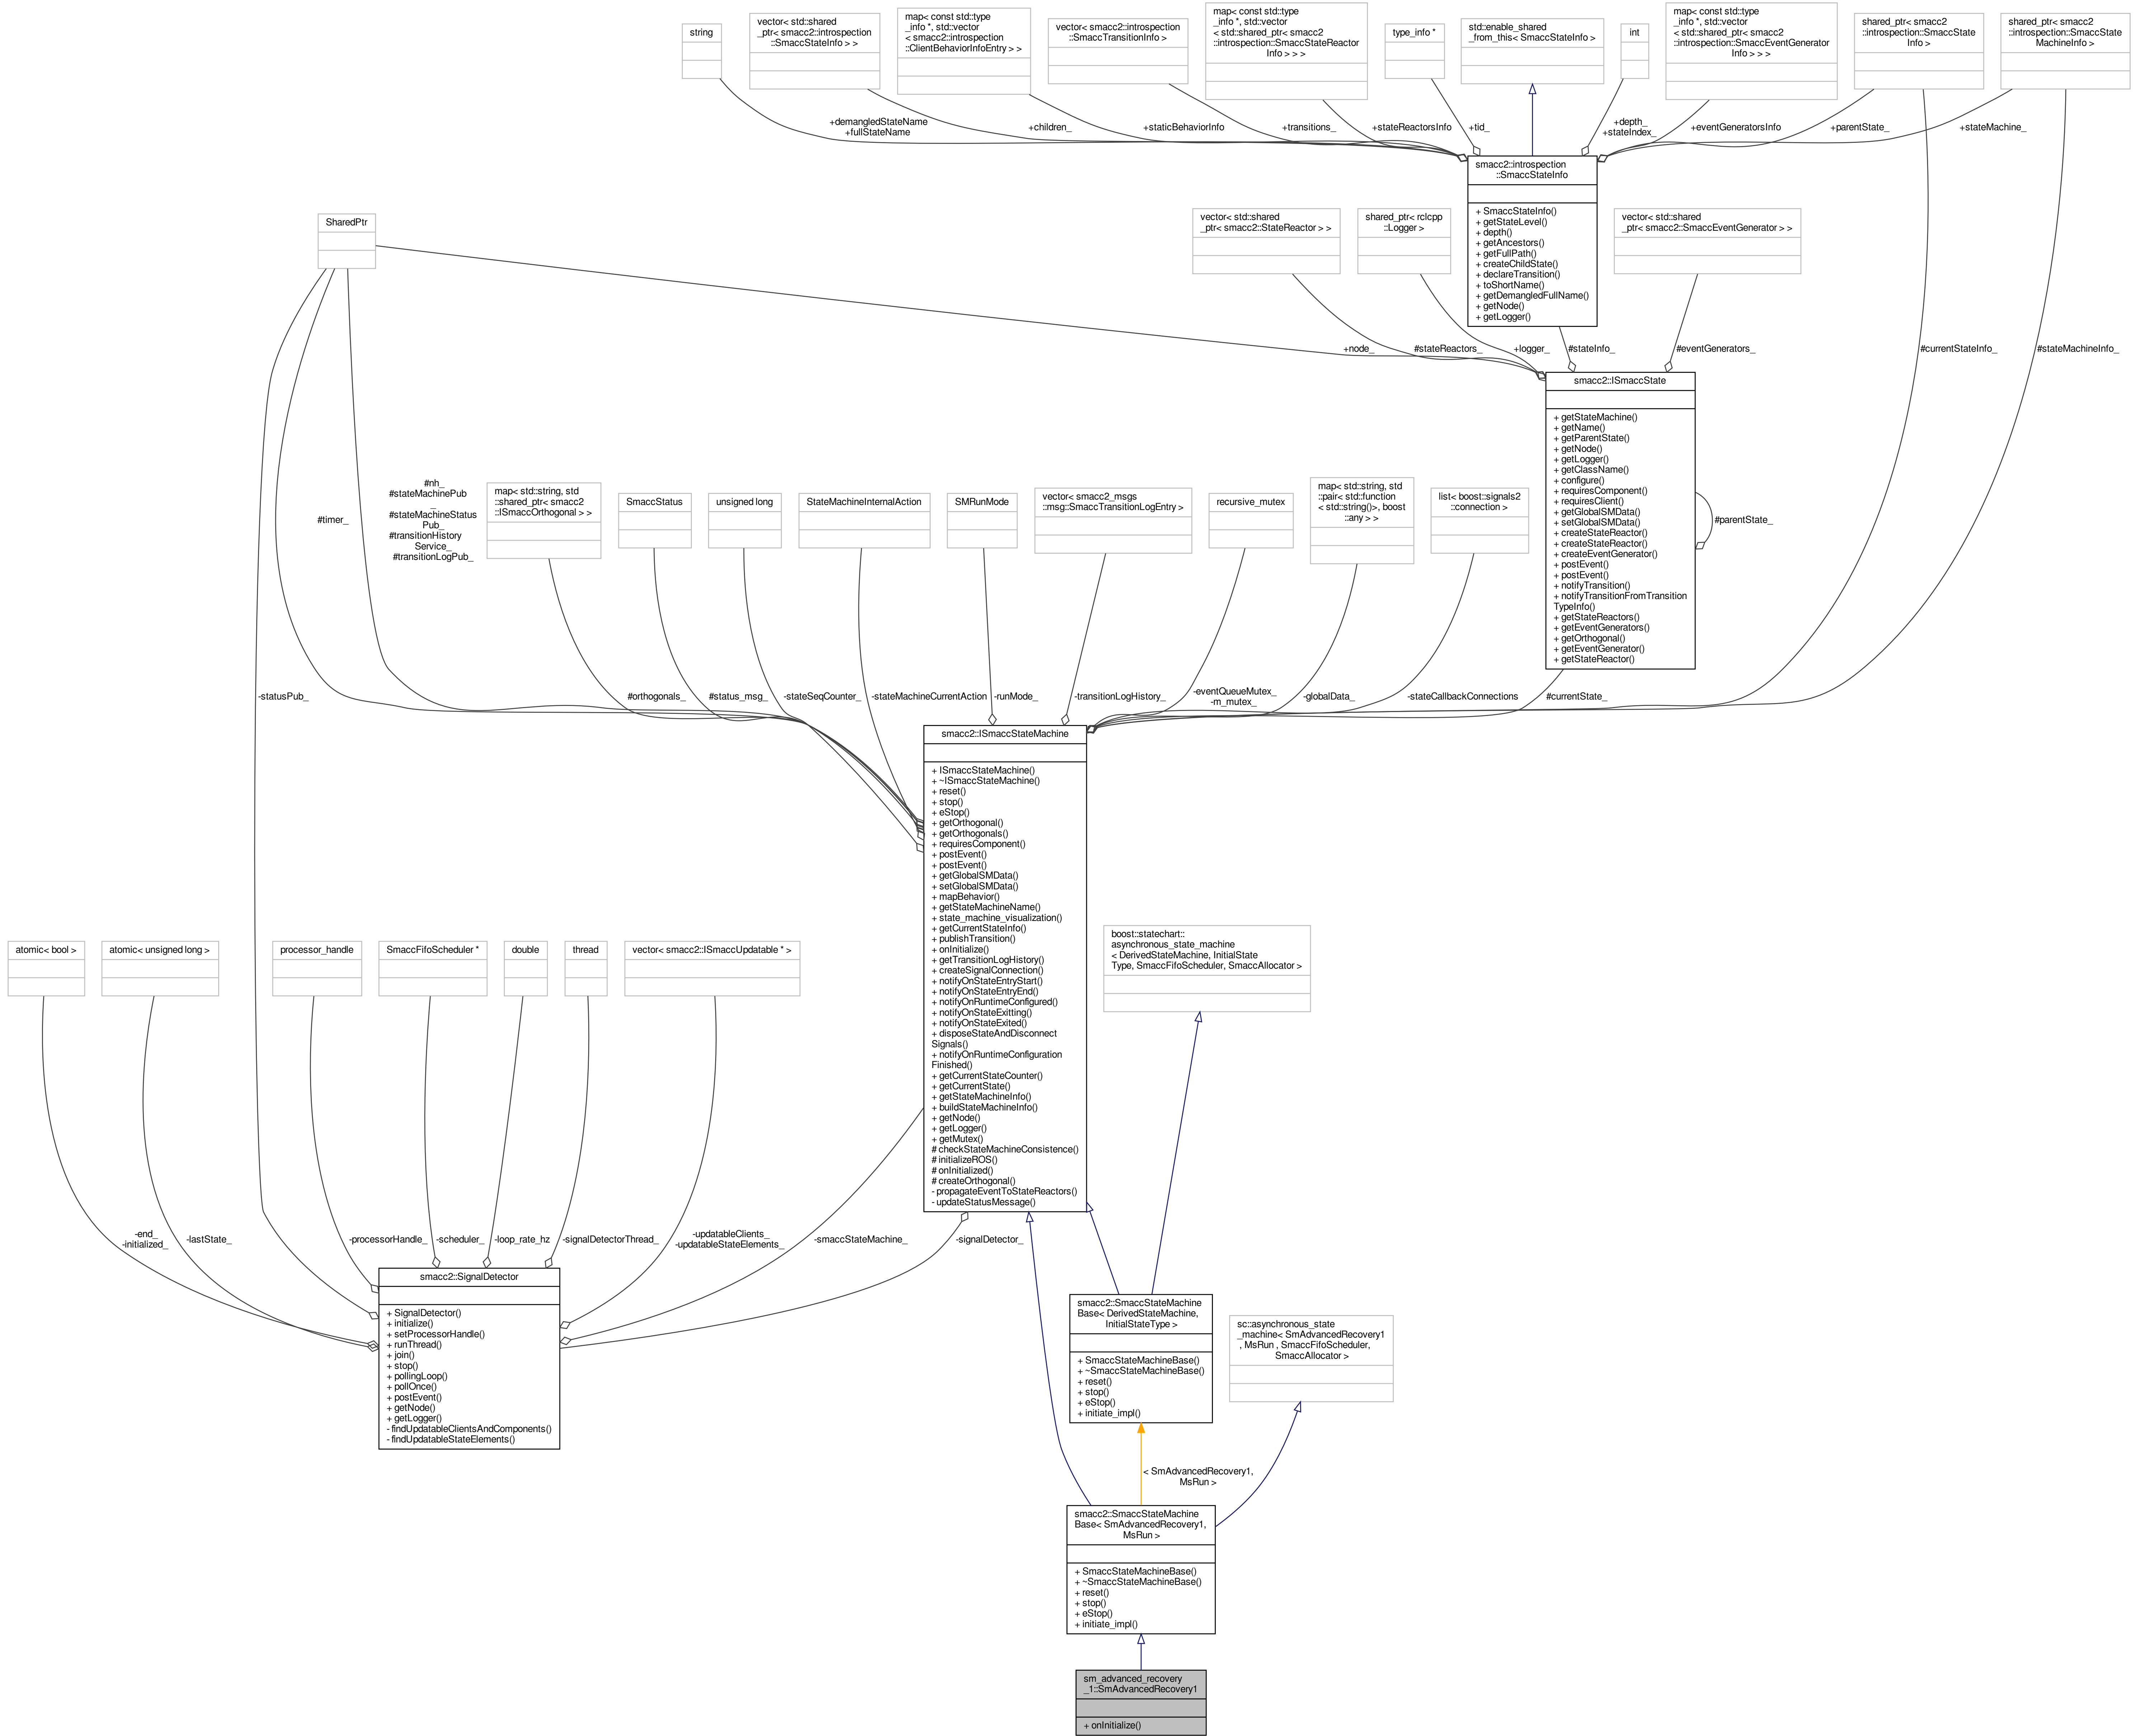 string
vector< std::shared
_ptr< smacc2::introspection
::SmaccStateInfo > >
map< const std::type
_info *, std::vector
< smacc2::introspection
::ClientBehaviorInfoEntry > >
vector< smacc2::introspection
::SmaccTransitionInfo >
map< const std::type
_info *, std::vector
< std::shared_ptr< smacc2
::introspection::SmaccStateReactor
Info > > >
type_info *
std::enable_shared
_from_this< SmaccStateInfo >
int
map< const std::type
_info *, std::vector
< std::shared_ptr< smacc2
::introspection::SmaccEventGenerator
Info > > >
shared_ptr< smacc2
::introspection::SmaccState
Info >
shared_ptr< smacc2
::introspection::SmaccState
MachineInfo >
+demangledStateName
+fullStateName
+children_
+staticBehaviorInfo
+transitions_
+stateReactorsInfo
+tid_
+depth_
+stateIndex_
+eventGeneratorsInfo
+parentState_
+stateMachine_
smacc2::introspection
::SmaccStateInfo
+ SmaccStateInfo()
+ getStateLevel()
+ depth()
+ getAncestors()
+ getFullPath()
+ createChildState()
+ declareTransition()
+ toShortName()
+ getDemangledFullName()
+ getNode()
+ getLogger()
SharedPtr
vector< std::shared
_ptr< smacc2::StateReactor > >
shared_ptr< rclcpp
::Logger >
vector< std::shared
_ptr< smacc2::SmaccEventGenerator > >
+node_
#stateReactors_
+logger_
#stateInfo_
#eventGenerators_
#currentStateInfo_
#stateMachineInfo_
smacc2::ISmaccState
+ getStateMachine()
+ getName()
+ getParentState()
+ getNode()
+ getLogger()
+ getClassName()
+ configure()
+ requiresComponent()
+ requiresClient()
+ getGlobalSMData()
+ setGlobalSMData()
+ createStateReactor()
+ createStateReactor()
+ createEventGenerator()
+ postEvent()
+ postEvent()
+ notifyTransition()
+ notifyTransitionFromTransition
TypeInfo()
+ getStateReactors()
+ getEventGenerators()
+ getOrthogonal()
+ getEventGenerator()
+ getStateReactor()
#parentState_
#timer_
#nh_
#stateMachinePub
_
#stateMachineStatus
Pub_
#transitionHistory
Service_
#transitionLogPub_
map< std::string, std
::shared_ptr< smacc2
::ISmaccOrthogonal > >
SmaccStatus
unsigned long
StateMachineInternalAction
SMRunMode
vector< smacc2_msgs
::msg::SmaccTransitionLogEntry >
recursive_mutex
map< std::string, std
::pair< std::function
< std::string()>, boost
::any > >
list< boost::signals2
::connection >
-statusPub_
#orthogonals_
#status_msg_
-stateSeqCounter_
-stateMachineCurrentAction
-runMode_
-transitionLogHistory_
-eventQueueMutex_
-m_mutex_
-globalData_
-stateCallbackConnections
#currentState_
smacc2::ISmaccStateMachine
+ ISmaccStateMachine()
+ ~ISmaccStateMachine()
+ reset()
+ stop()
+ eStop()
+ getOrthogonal()
+ getOrthogonals()
+ requiresComponent()
+ postEvent()
+ postEvent()
+ getGlobalSMData()
+ setGlobalSMData()
+ mapBehavior()
+ getStateMachineName()
+ state_machine_visualization()
+ getCurrentStateInfo()
+ publishTransition()
+ onInitialize()
+ getTransitionLogHistory()
+ createSignalConnection()
+ notifyOnStateEntryStart()
+ notifyOnStateEntryEnd()
+ notifyOnRuntimeConfigured()
+ notifyOnStateExitting()
+ notifyOnStateExited()
+ disposeStateAndDisconnect
Signals()
+ notifyOnRuntimeConfiguration
Finished()
+ getCurrentStateCounter()
+ getCurrentState()
+ getStateMachineInfo()
+ buildStateMachineInfo()
+ getNode()
+ getLogger()
+ getMutex()
# checkStateMachineConsistence()
# initializeROS()
# onInitialized()
# createOrthogonal()
- propagateEventToStateReactors()
- updateStatusMessage()
atomic< bool >
atomic< unsigned long >
processor_handle
SmaccFifoScheduler *
double
thread
vector< smacc2::ISmaccUpdatable * >
boost::statechart::
asynchronous_state_machine
< DerivedStateMachine, InitialState
Type, SmaccFifoScheduler, SmaccAllocator >
-end_
-initialized_
-lastState_
-processorHandle_
-scheduler_
-loop_rate_hz
-signalDetectorThread_
-updatableClients_
-updatableStateElements_
-smaccStateMachine_
-signalDetector_
smacc2::SignalDetector
+ SignalDetector()
+ initialize()
+ setProcessorHandle()
+ runThread()
+ join()
+ stop()
+ pollingLoop()
+ pollOnce()
+ postEvent()
+ getNode()
+ getLogger()
- findUpdatableClientsAndComponents()
- findUpdatableStateElements()
smacc2::SmaccStateMachine
Base< DerivedStateMachine,
InitialStateType >
+ SmaccStateMachineBase()
+ ~SmaccStateMachineBase()
+ reset()
+ stop()
+ eStop()
+ initiate_impl()
sc::asynchronous_state
_machine< SmAdvancedRecovery1
, MsRun , SmaccFifoScheduler,
SmaccAllocator >
< SmAdvancedRecovery1,
MsRun >
smacc2::SmaccStateMachine
Base< SmAdvancedRecovery1,
MsRun >
+ SmaccStateMachineBase()
+ ~SmaccStateMachineBase()
+ reset()
+ stop()
+ eStop()
+ initiate_impl()
sm_advanced_recovery
_1::SmAdvancedRecovery1
+ onInitialize()